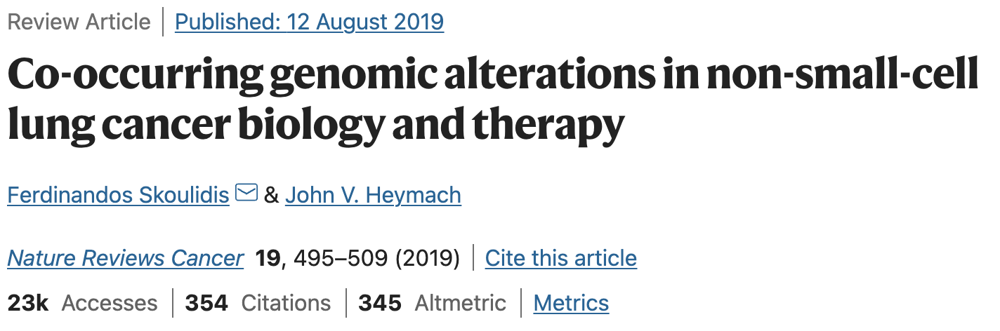 Review Article | Published: 12 August 2019
Co-occurring genomic alterations in non-small-cell
lung cancer biology and therapy
Ferdinandos Skoulidis & John V. Heymach
Nature Reviews Cancer 19, 495–509 (2019) | Cite this article
23k Accesses | 354 Citations | 345 Altmetric | Metrics